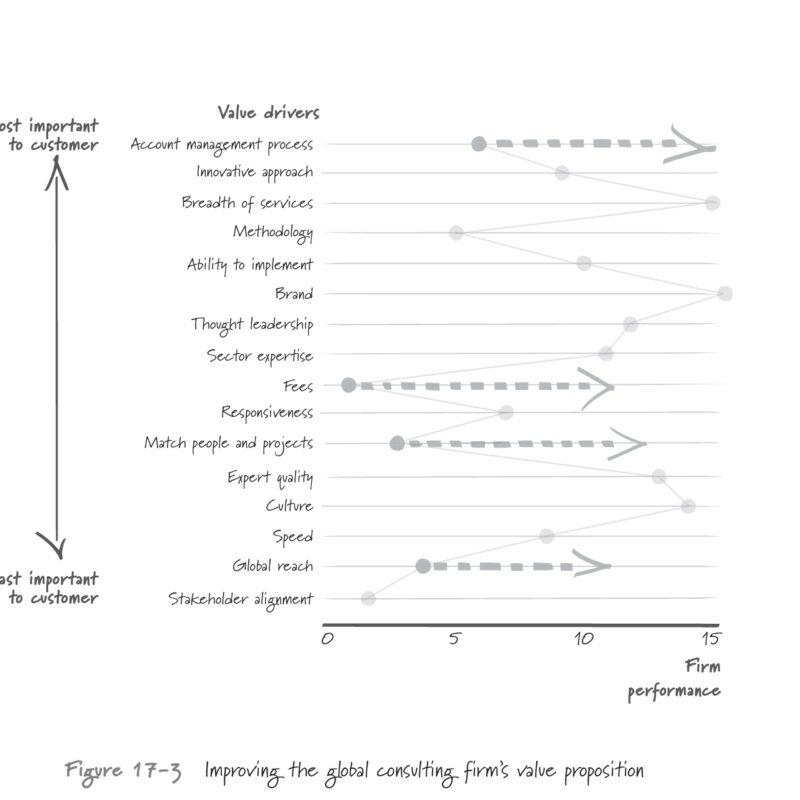 Value drivers
ost important
to customer
Account management process
Innovative approach
Breadth of services
Methodology
Ability to implement
Brand
Thought leadership
Sector expertise
Fees
Responsiveness
Match people and projects
Expert quality
Culture
Speed
Global reach
ast important
to customer
Stakeholder alignment
0 5 10 15
Firm
performance
Figure 17-3 Improving the global consulting firm's value proposition